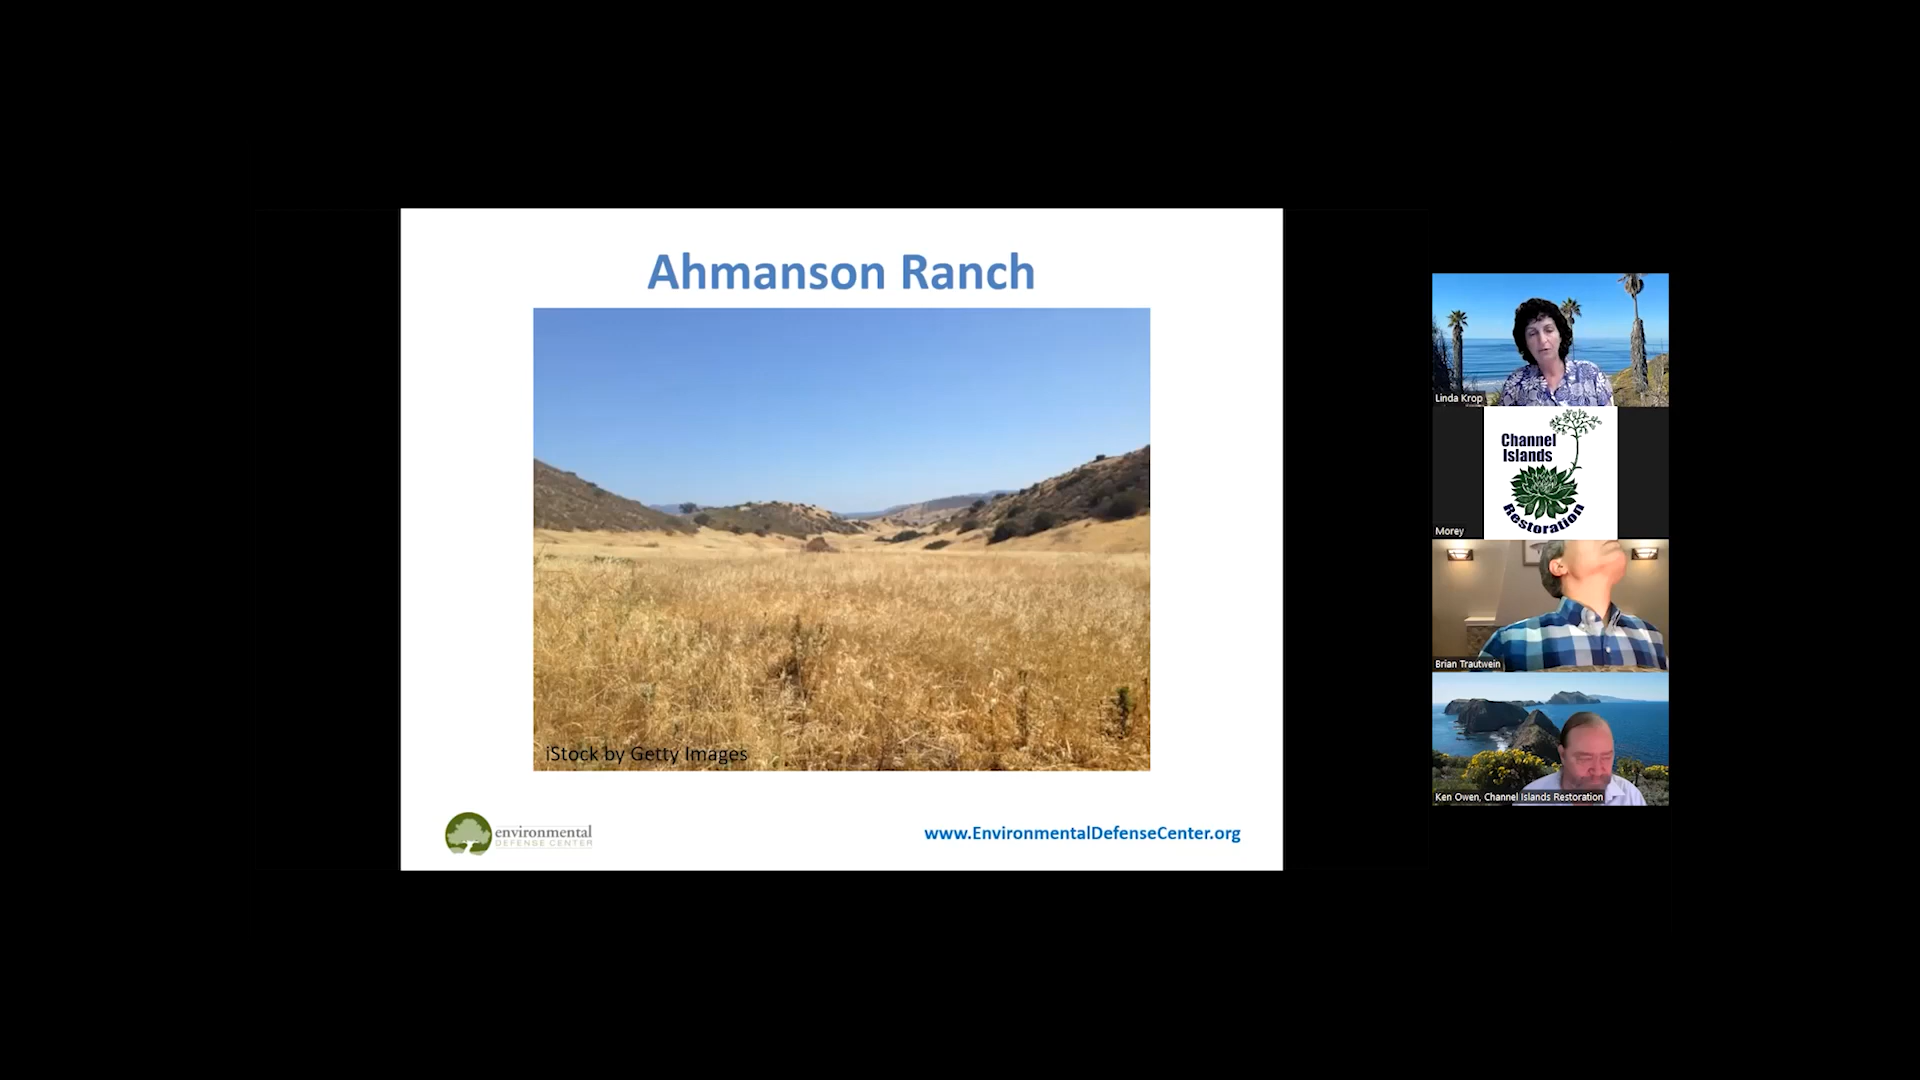 Ahmanson Ranch
iStock by Getty Images
environmental
DEFENSE CENTER
www.EnvironmentalDefenseCenter.org
Linda Krop
Channel
Islands
Restoration
Morey
Brian Trautwein
Ken Owen, Channel Islands Restoration